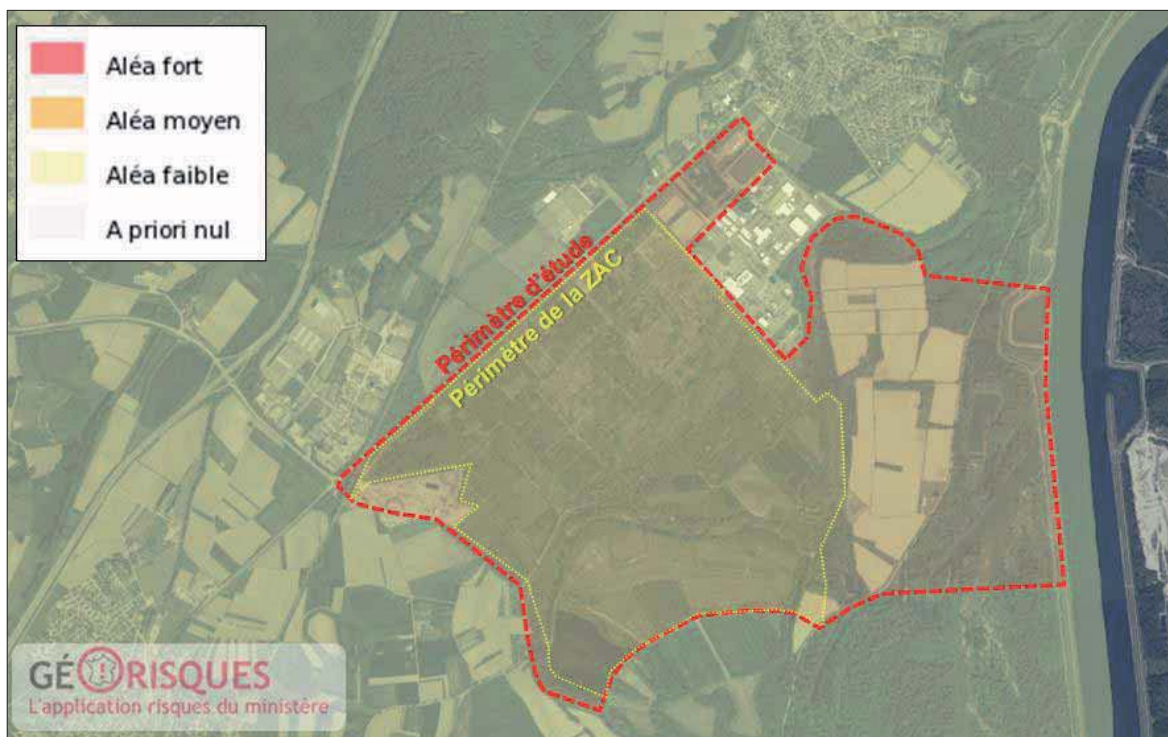 Aléa fort
Aléa moyen
Aléa faible
A priori nul
Périmètre d'étude
Périmètre de la ZAC
GÉORISQUES
L'application risques du ministère